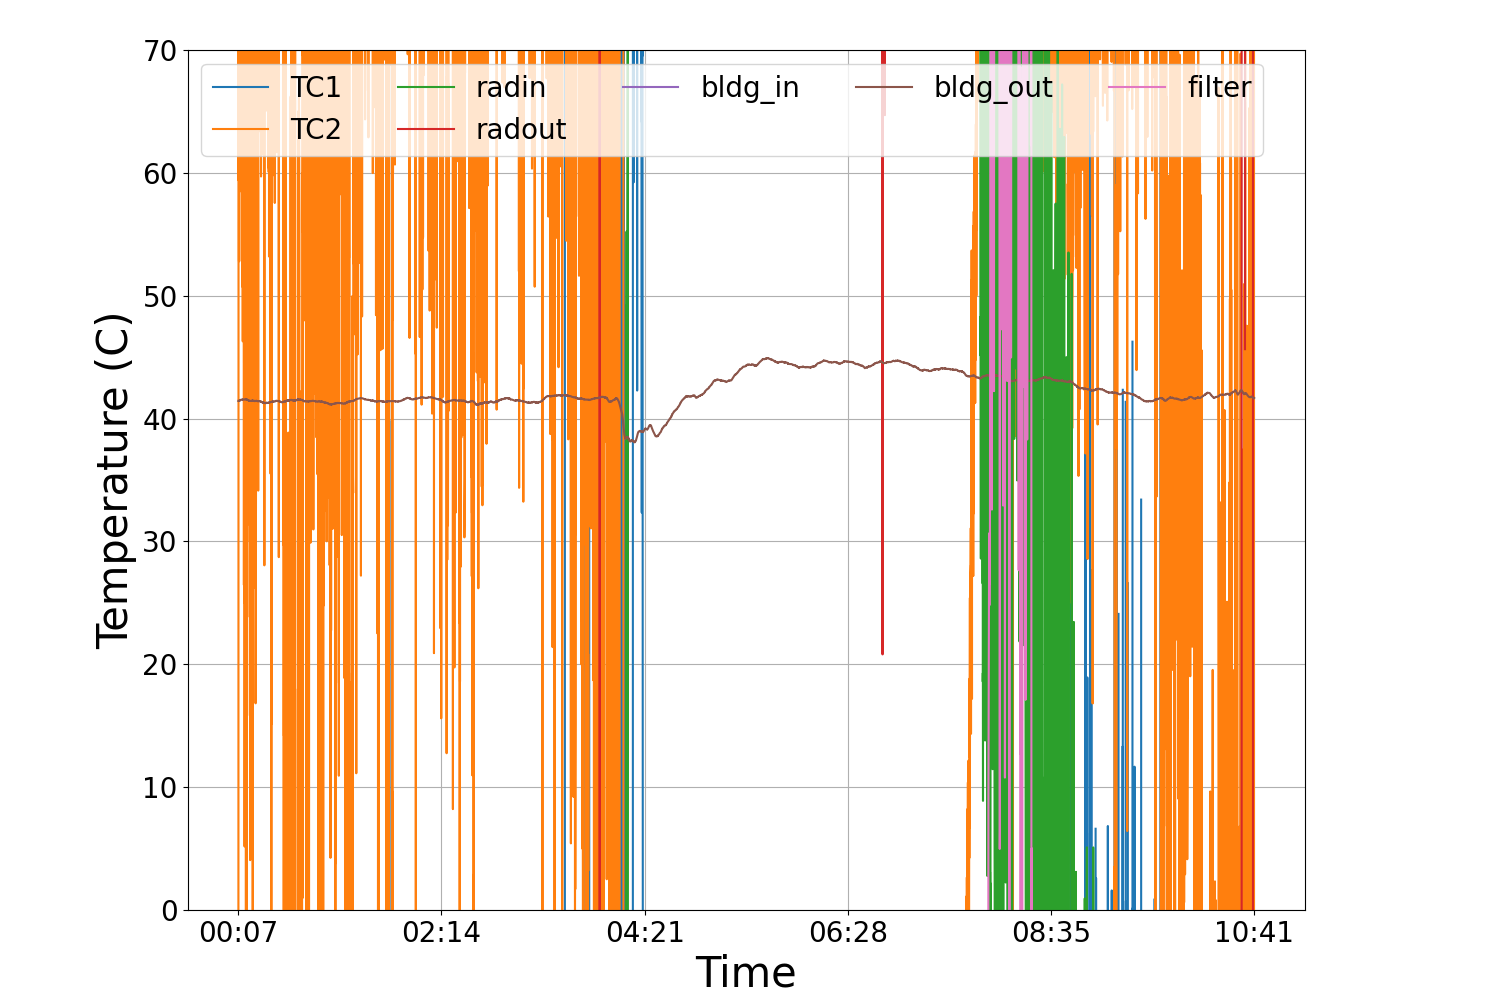 70
60
50
40
30
20
10
0
Temperature (C)
TC1
TC2
radin
radout
bldg_in
bldg_out
filter
00:07 02:14 04:21 06:28 08:35 10:41
Time